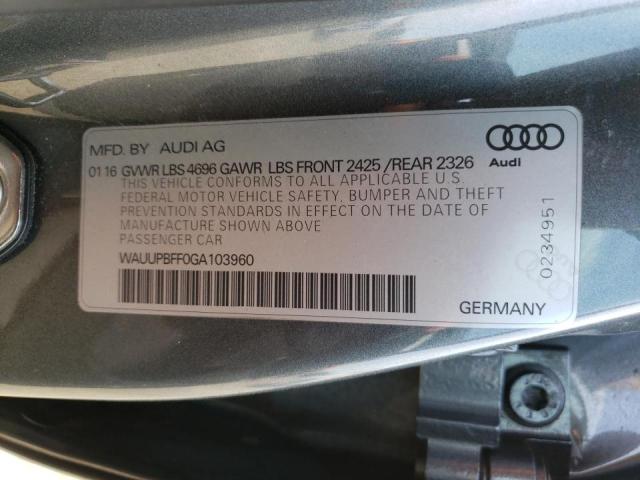 MFD. BY AUDI AG
Audi
01 16 GVWR LBS 4696 GAWR LBS FRONT 2425 /REAR 2326
THIS VEHICLE CONFORMS TO ALL APPLICABLE U.S.
FEDERAL MOTOR VEHICLE SAFETY, BUMPER AND THEFT
PREVENTION STANDARDS IN EFFECT ON THE DATE OF
MANUFACTURE SHOWN ABOVE
PASSENGER CAR
WAUUPBFF0GA103960
0234951
GERMANY